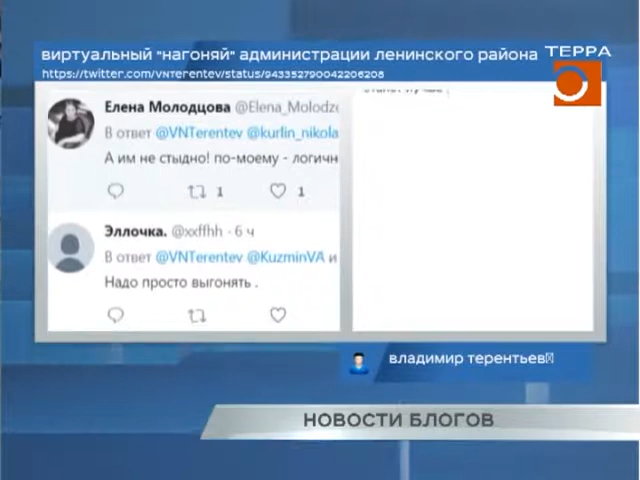 виртуальный "нагоняй" администрации ленинского района
ТЕРРА
https://twitter.com/VNTerentev/status/943352790042206208
Елена Молодцова @Elena_Molodze
В ответ @VNTerentev @kurlin_nikola
А им не стыдно! по-моему - логичн
1 1
Эллочка. @xxffhh - 6 ч
В ответ @VNTerentev @KuzminVA и
Надо просто выгонять .
владимир терентьев
НОВОСТИ БЛОГОВ